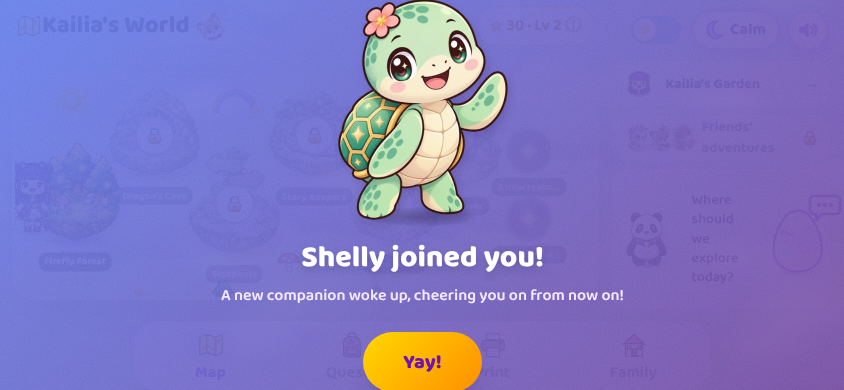 Kailia's World
30 · Lv 2
Calm
Kailia's Garden
Friends'
adventures
Where
should
we
explore
today?
Firefly Forest
Shelly joined you!
A new companion woke up, cheering you on from now on!
Yay!
Map
Family